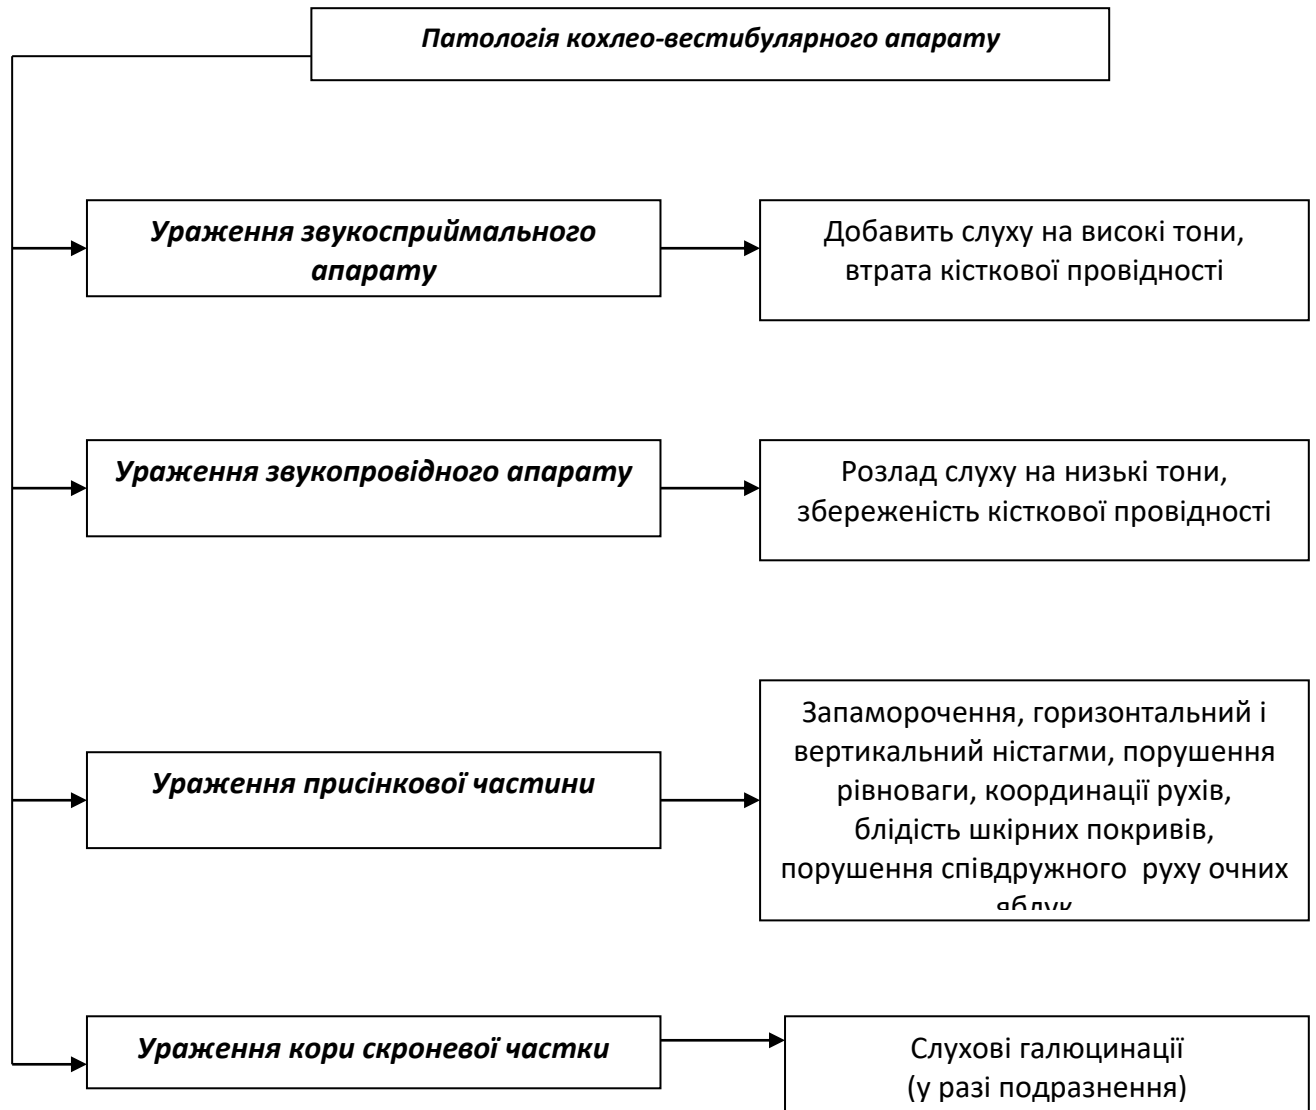 Патологія кохлео-вестибулярного апарату
Ураження звукосприймального
апарату
Добавить слуху на високі тони,
втрата кісткової провідності
Ураження звукопровідного апарату
Розлад слуху на низькі тони,
збереженість кісткової провідності
Ураження присінкової частини
Запаморочення, горизонтальний і
вертикальний ністагми, порушення
рівноваги, координації рухів,
блідість шкірних покривів,
порушення співдружного руху очних
яблук
Ураження кори скроневої частки
Слухові галюцинації
(у разі подразнення)